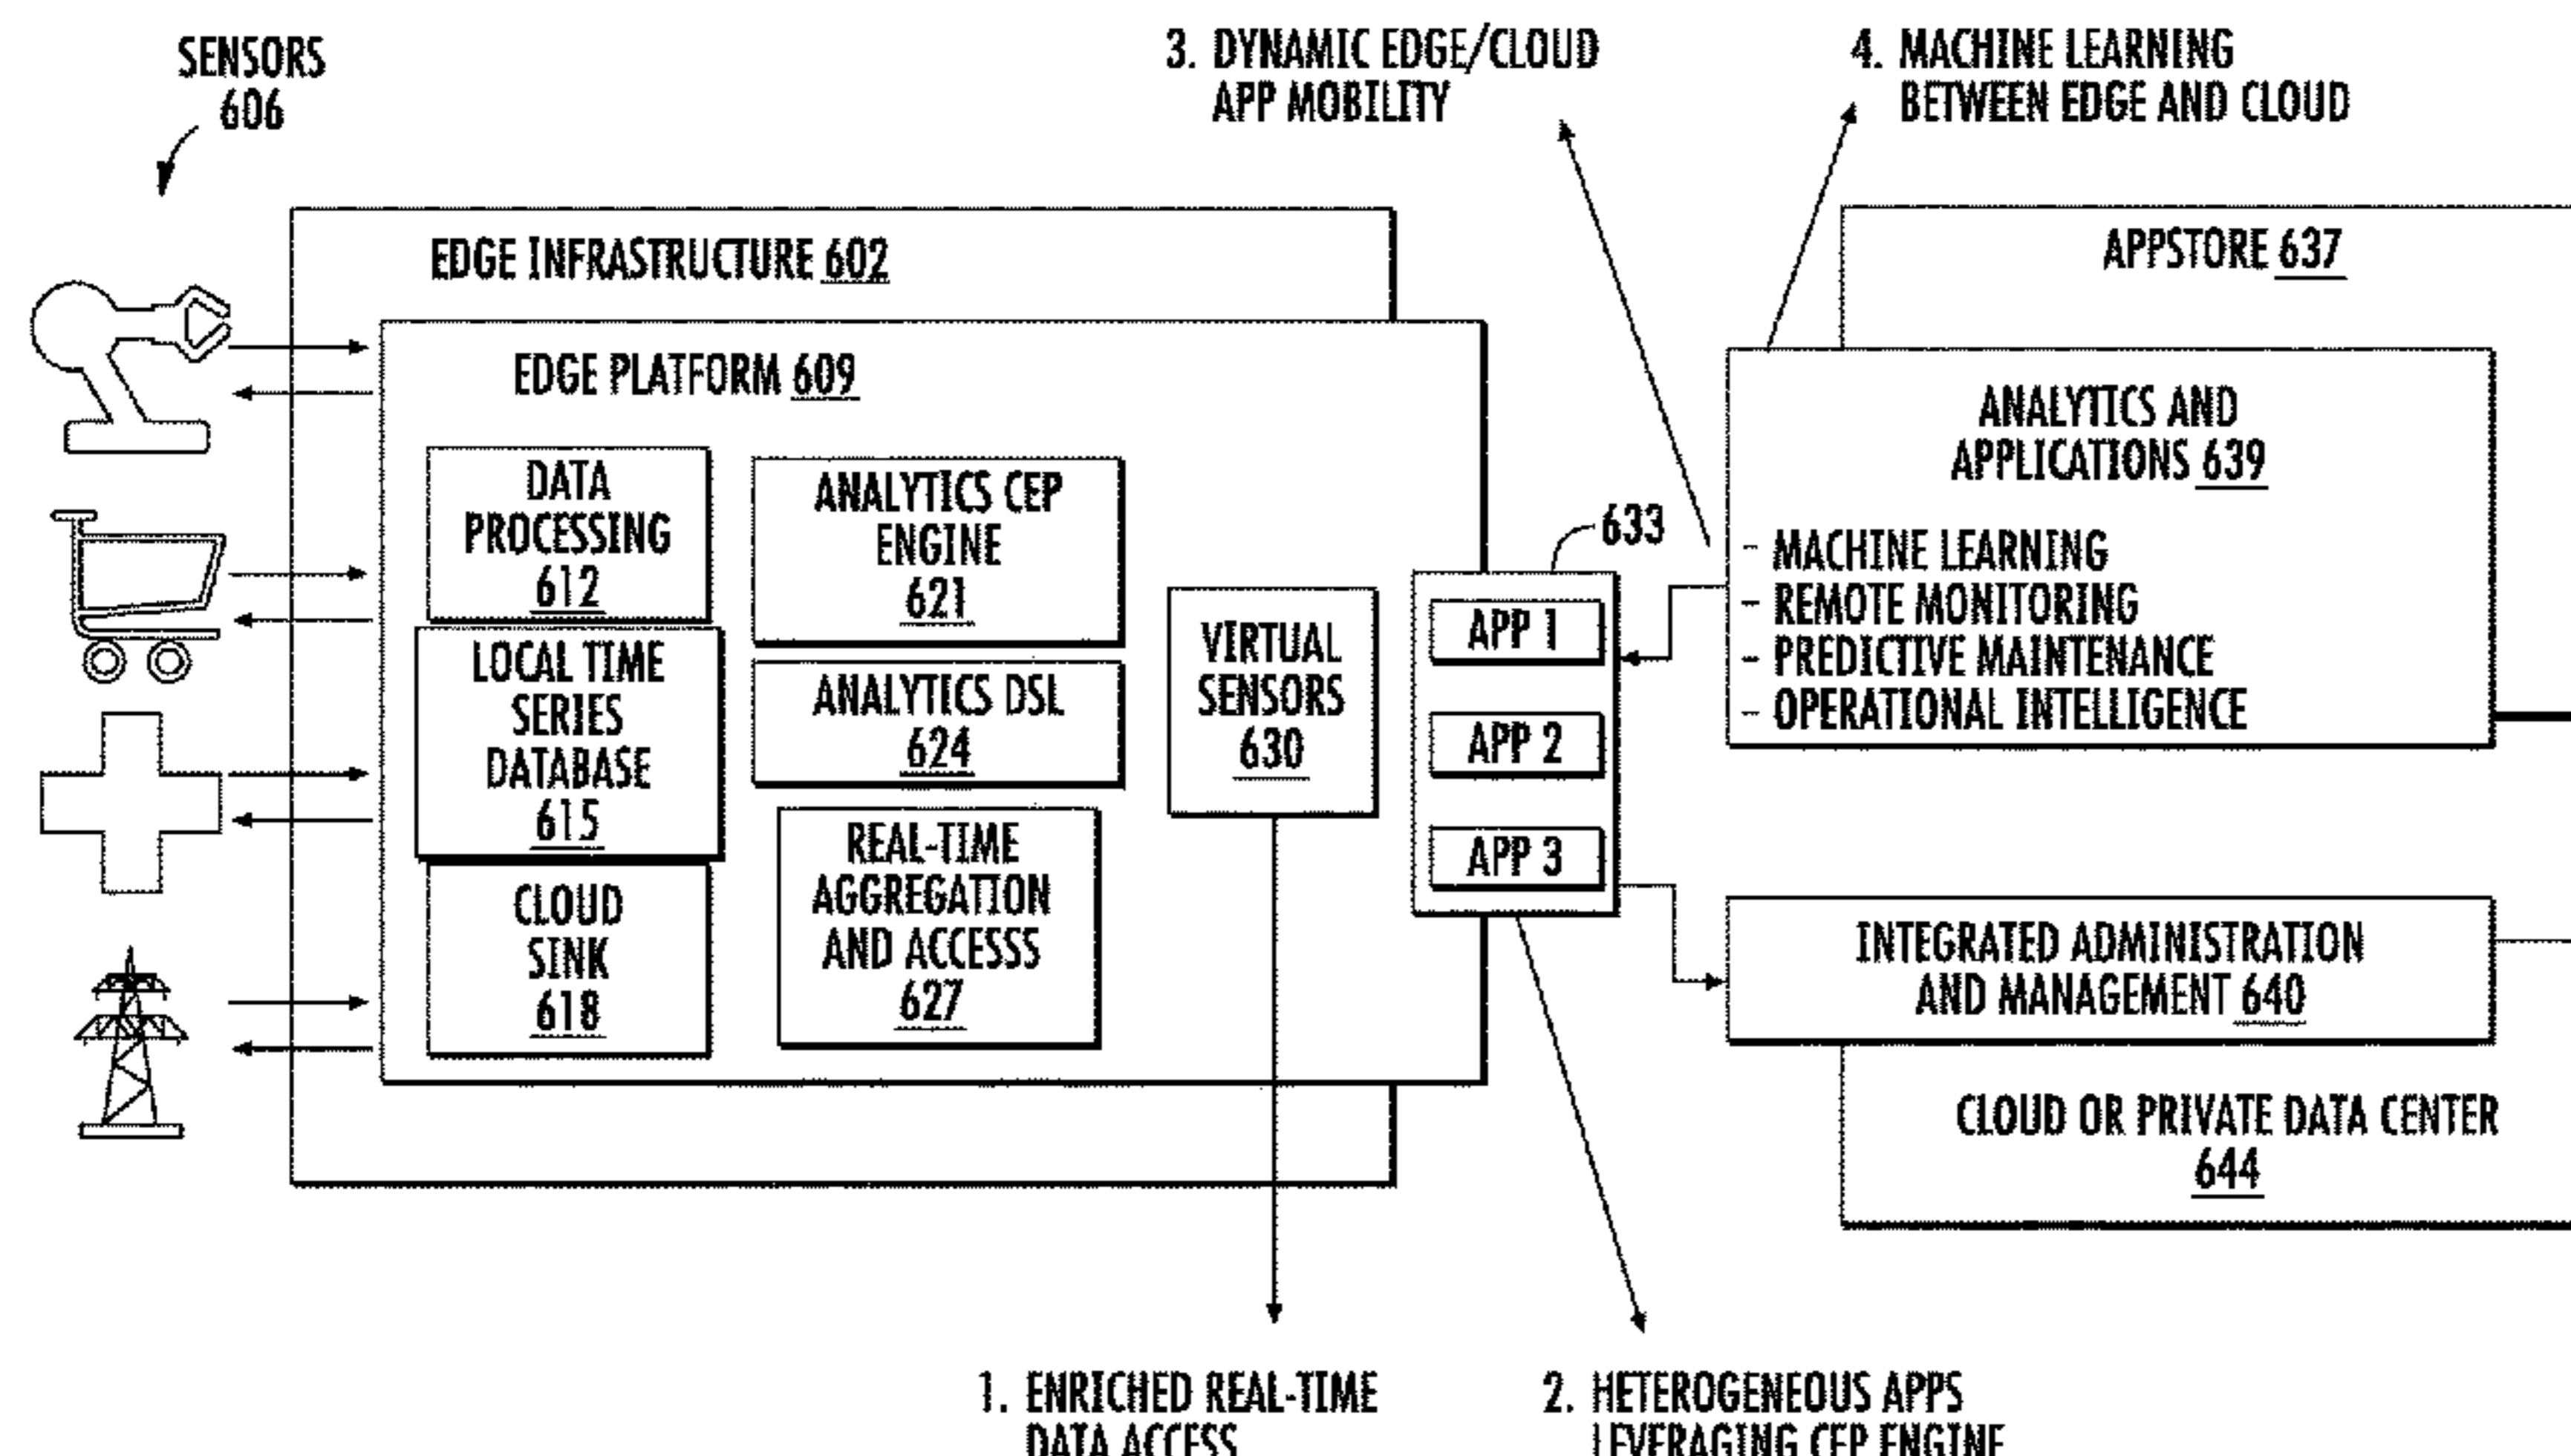 SENSORS
606
3. DYNAMIC EDGE/CLOUD
APP MOBILITY
4. MACHINE LEARNING
BETWEEN EDGE AND CLOUD
EDGE INFRASTRUCTURE 602
EDGE PLATFORM 609
DATA
PROCESSING
612
LOCAL TIME
SERIES
DATABASE
615
CLOUD
SINK
618
ANALYTICS CEP
ENGINE
621
ANALYTICS DSL
624
REAL-TIME
AGGREGATION
AND ACCESSS
627
VIRTUAL
SENSORS
630
633
APP 1
APP 2
APP 3
APPSTORE 637
ANALYTICS AND
APPLICATIONS 639
- MACHINE LEARNING
- REMOTE MONITORING
- PREDICTIVE MAINTENANCE
- OPERATIONAL INTELLIGENCE
INTEGRATED ADMINISTRATION
AND MANAGEMENT 640
CLOUD OR PRIVATE DATA CENTER
644
1. ENRICHED REAL-TIME
DATA ACCESS
2. HETEROGENEOUS APPS
LEVERAGING CEP ENGINE